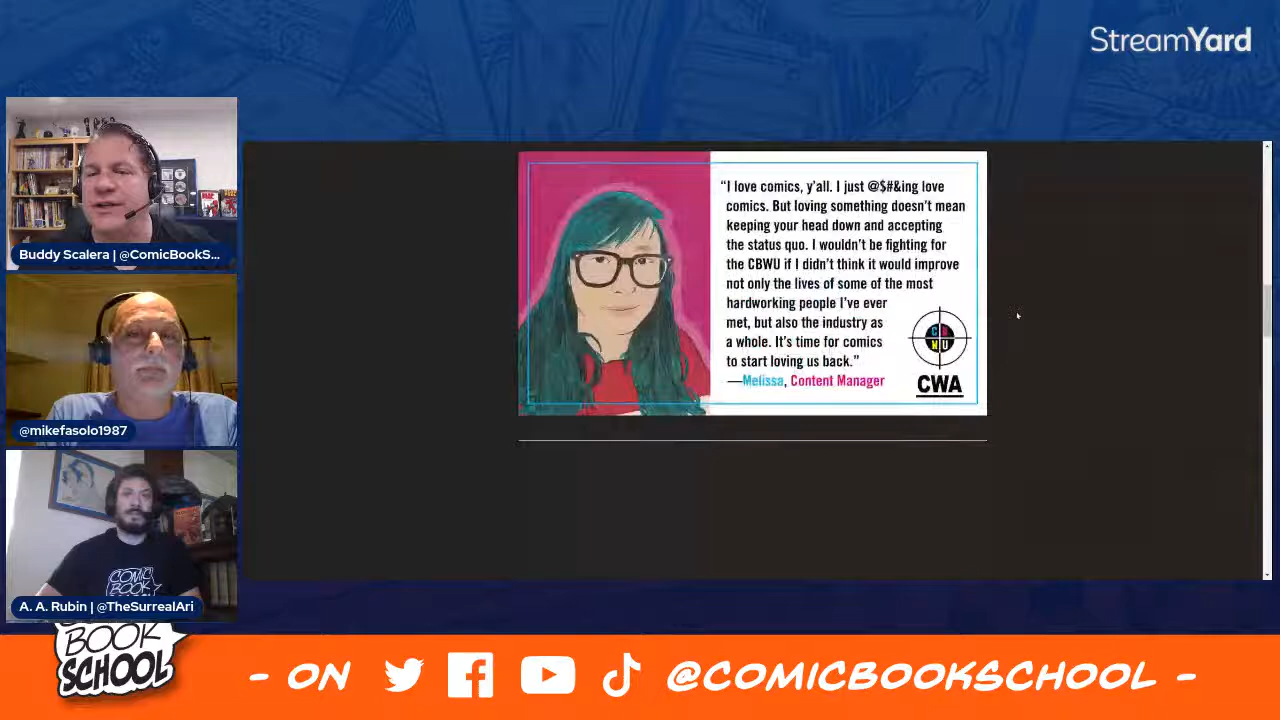 StreamYard
Buddy Scalera | @ComicBookS...
@mikefasolo1987
COMIC
BOOK
A. A. Rubin | @TheSurrealAri
“I love comics, y’all. I just @$#&ing love
comics. But loving something doesn’t mean
keeping your head down and accepting
the status quo. I wouldn’t be fighting for
the CBWU if I didn’t think it would improve
not only the lives of some of the most
hardworking people I’ve ever
met, but also the industry as
a whole. It’s time for comics
to start loving us back.”
—Melissa, Content Manager
CB
WU
CWA
BOOK
SCHOOL
- ON @COMICBOOKSCHOOL -